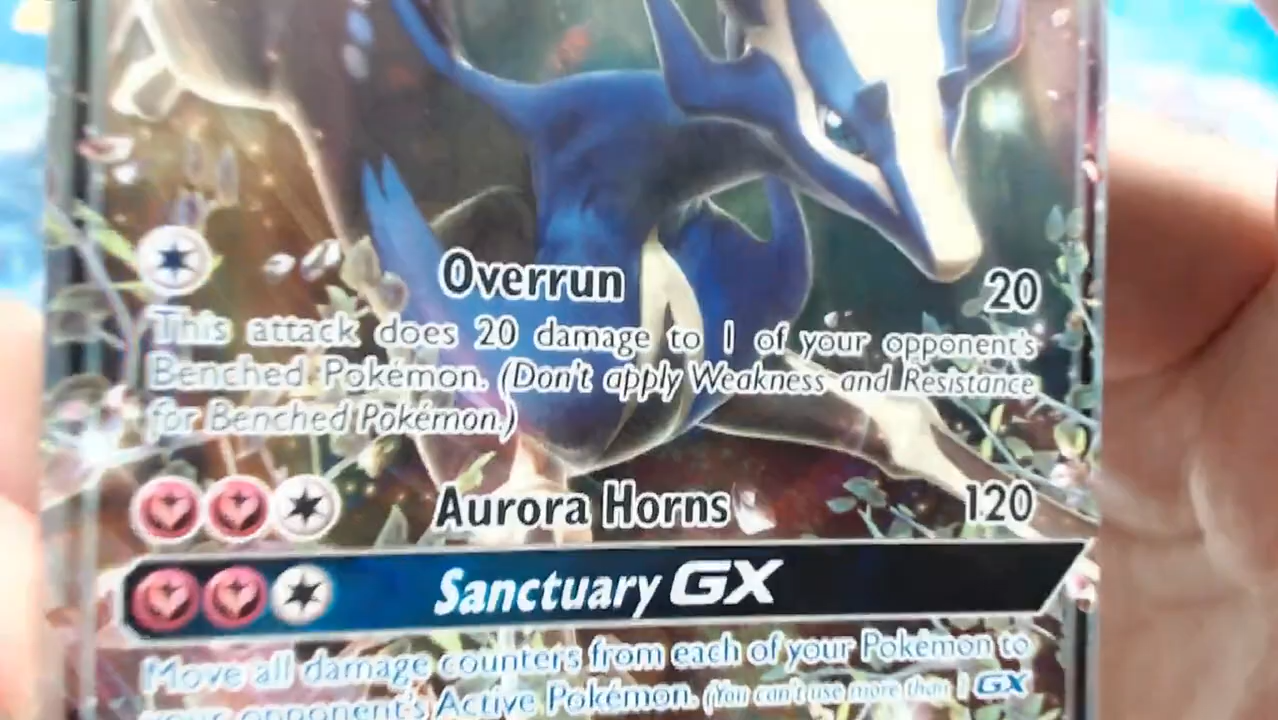 Overrun 20
This attack does 20 damage to 1 of your opponent's
Benched Pokémon. (Don't apply Weakness and Resistance
for Benched Pokémon.)
Aurora Horns 120
Sanctuary GX
Move all damage counters from each of your Pokémon to
your opponent's Active Pokémon. (You can't use more than 1 GX